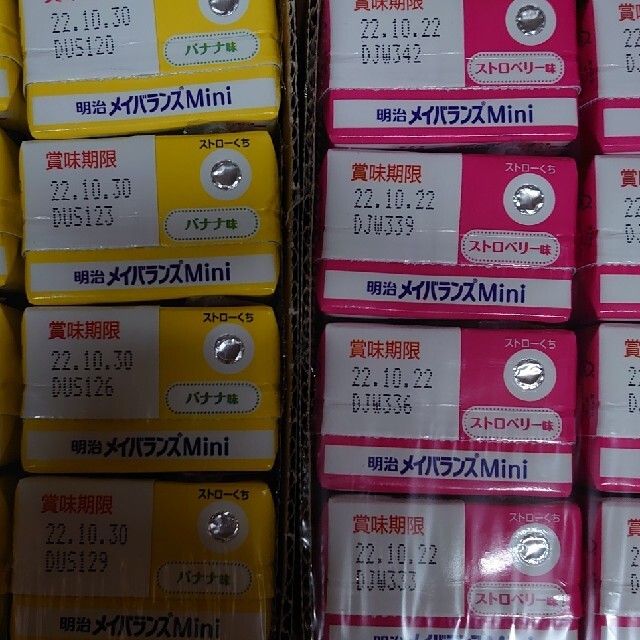 22.10.30
DUS120
バナナ味
明治 メイバランスMini
賞味期限
ストローくち
22.10.30
DUS123
バナナ味
明治 メイバランスMini
賞味期限
ストローくち
22.10.30
DUS126
バナナ味
明治 メイバランスMini
賞味期限
ストローくち
22.10.30
DUS129
バナナ味
明治 メイバランスMini
22.10.22
DJW342
ストロベリー味
明治 メイバランスMini
賞味期限
ストローくち
22.10.22
DJW339
ストロベリー味
明治 メイバランスMini
賞味期限
ストローくち
22.10.22
DJW336
ストロベリー味
明治 メイバランスMini
賞味期限
ストローくち
22.10.22
DJW333
ストロベリー味